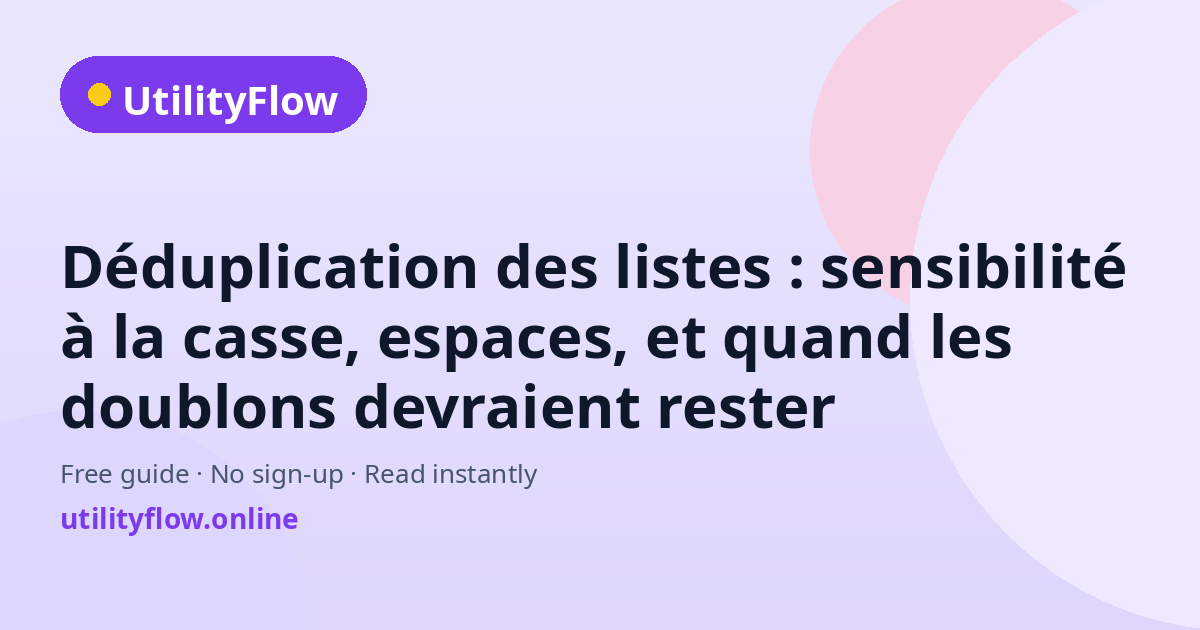 UtilityFlow
Déduplication des listes : sensibilité
à la casse, espaces, et quand les
doublons devraient rester
Free guide · No sign-up · Read instantly
utilityflow.online